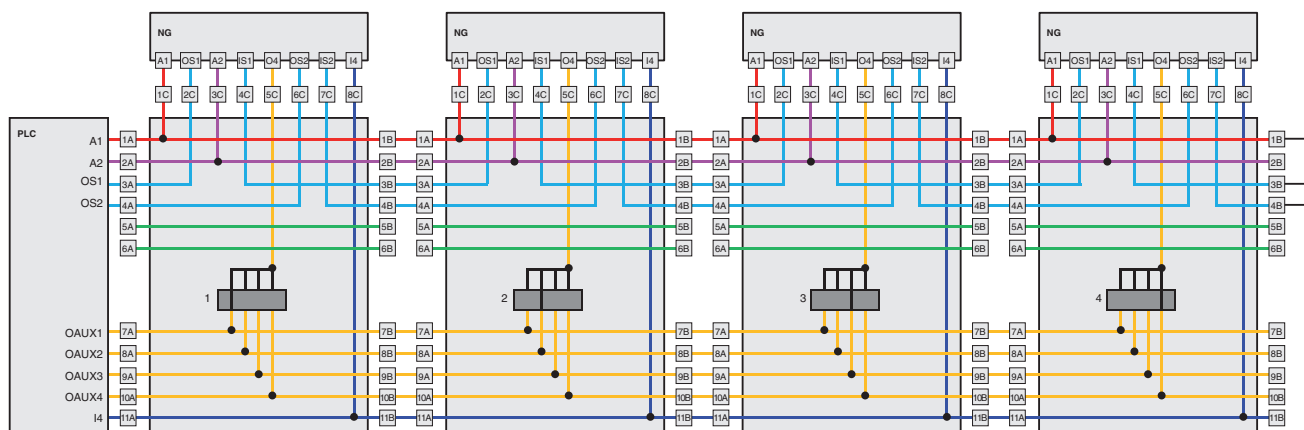 NG NG NG NG
A1 OS1 A2 IS1 O4 OS2 IS2 I4 A1 OS1 A2 IS1 O4 OS2 IS2 I4 A1 OS1 A2 IS1 O4 OS2 IS2 I4 A1 OS1 A2 IS1 O4 OS2 IS2 I4
1C 2C 3C 4C 5C 6C 7C 8C 1C 2C 3C 4C 5C 6C 7C 8C 1C 2C 3C 4C 5C 6C 7C 8C 1C 2C 3C 4C 5C 6C 7C 8C
PLC
A1 1A 1B 1A 1B 1A 1B 1A 1B
A2 2A 2B 2A 2B 2A 2B 2A 2B
OS1 3A 3B 3A 3B 3A 3B 3A 3B
OS2 4A 4B 4A 4B 4A 4B 4A 4B
5A 5B 5A 5B 5A 5B 5A 5B
6A 6B 6A 6B 6A 6B 6A 6B
1 2 3 4
OAUX1 7A 7B 7A 7B 7A 7B 7A 7B
OAUX2 8A 8B 8A 8B 8A 8B 8A 8B
OAUX3 9A 9B 9A 9B 9A 9B 9A 9B
OAUX4 10A 10B 10A 10B 10A 10B 10A 10B
I4 11A 11B 11A 11B 11A 11B 11A 11B